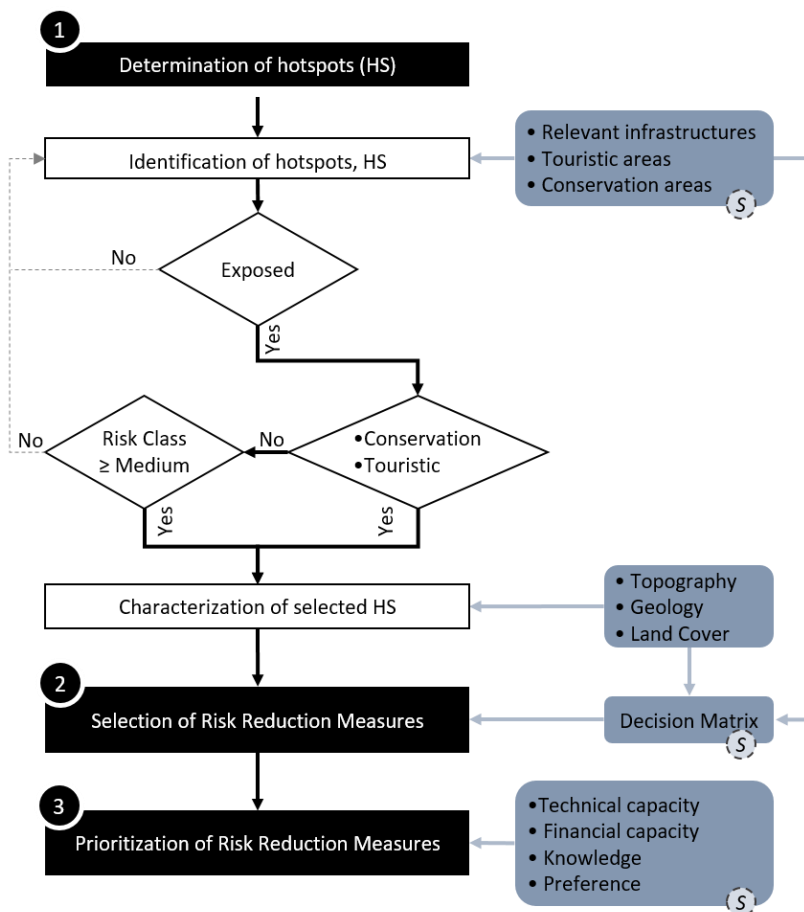 1
Determination of hotspots (HS)
Identification of hotspots, HS
• Relevant infrastructures
• Touristic areas
• Conservation areas
S
No
Exposed
Yes
No
Risk Class
≥ Medium
No
•Conservation
•Touristic
Yes
Yes
Characterization of selected HS
• Topography
• Geology
• Land Cover
2
Selection of Risk Reduction Measures
Decision Matrix
S
3
Prioritization of Risk Reduction Measures
•Technical capacity
• Financial capacity
• Knowledge
• Preference
S